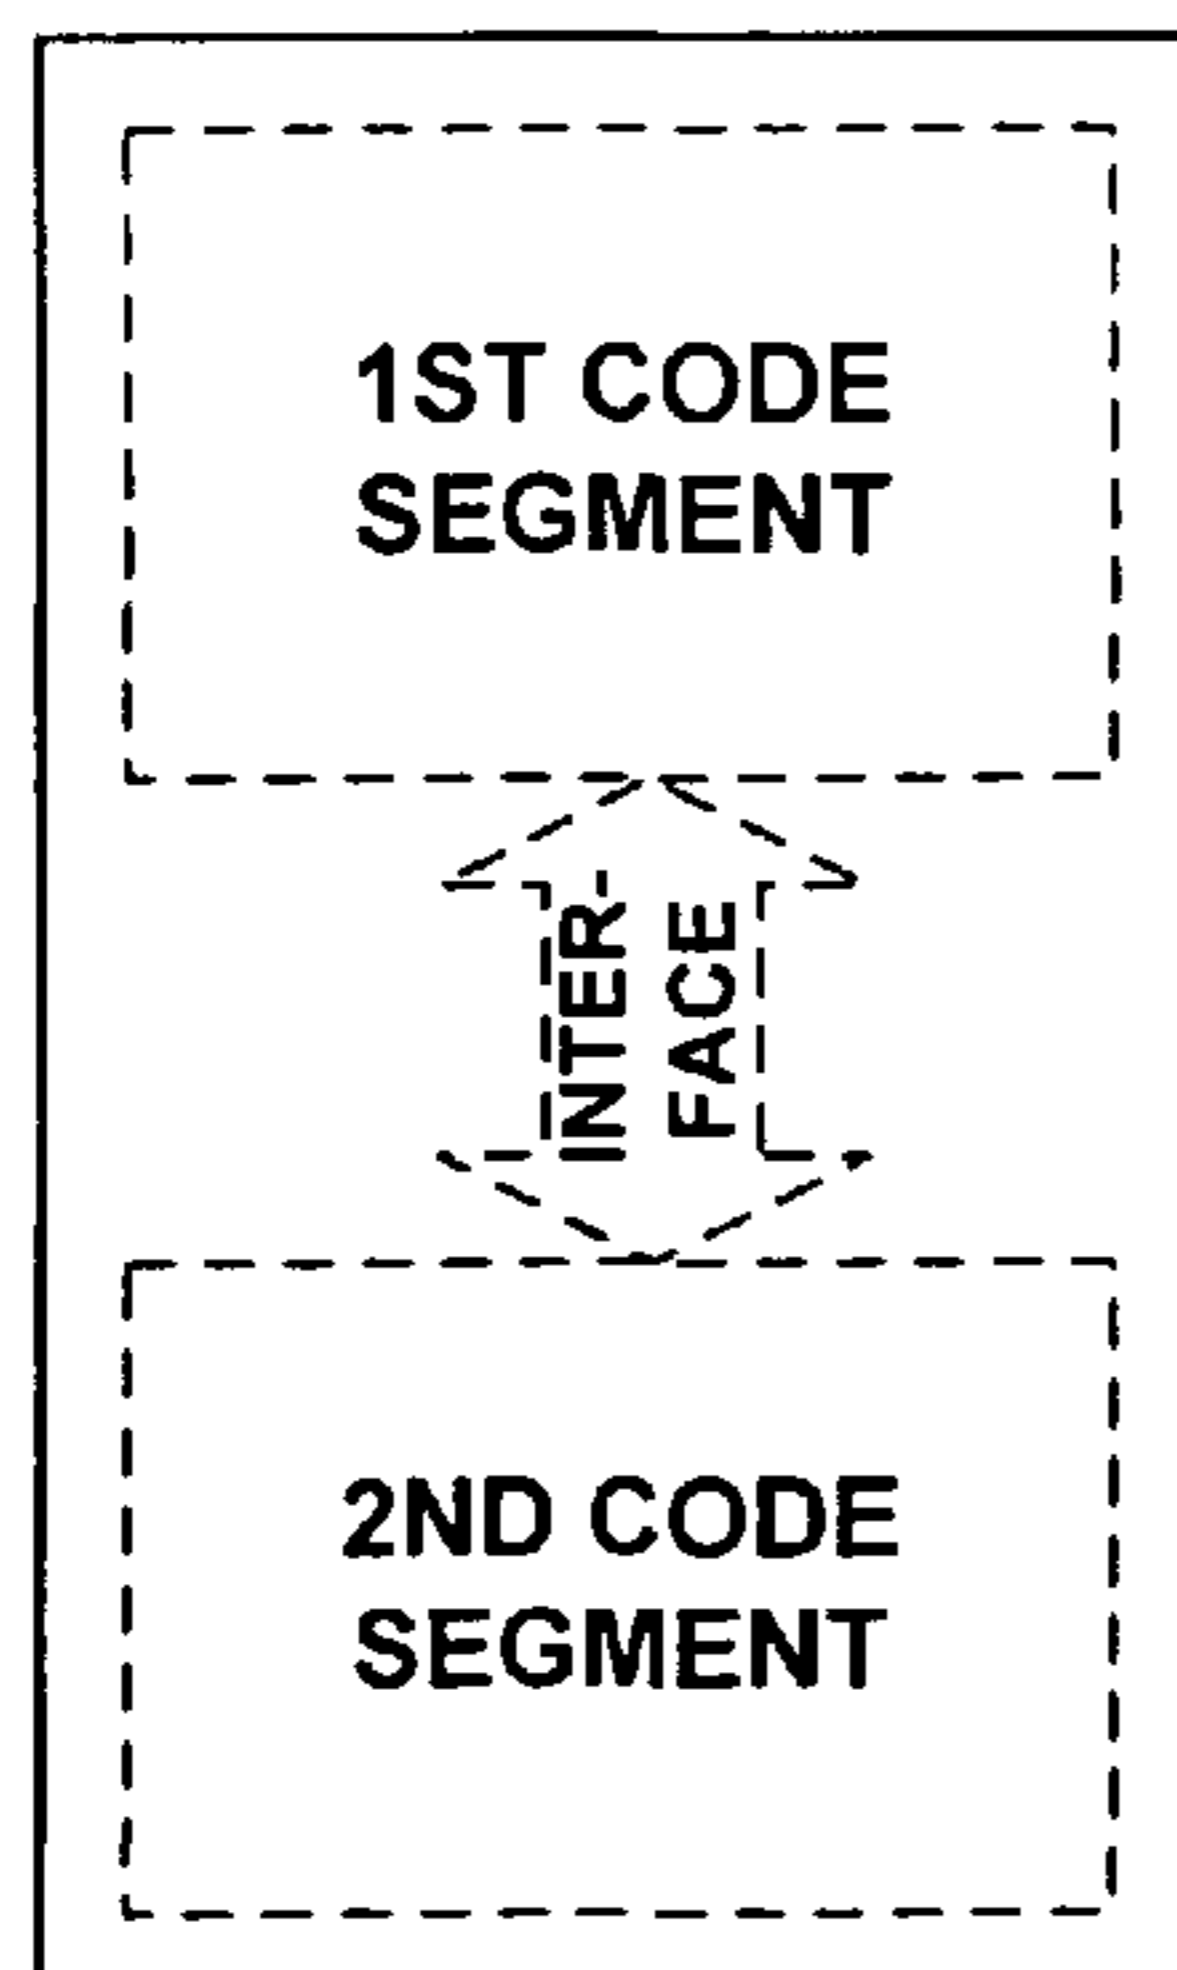 1ST CODE
SEGMENT
INTER-
FACE
2ND CODE
SEGMENT